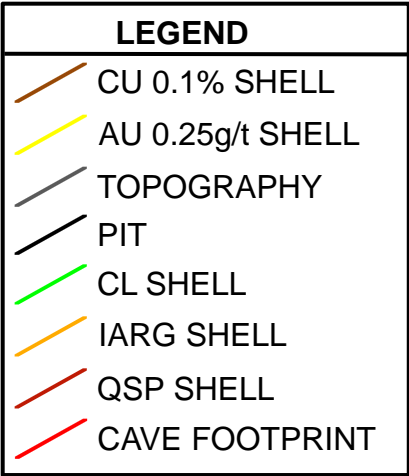 LEGEND
CU 0.1% SHELL
AU 0.25g/t SHELL
TOPOGRAPHY
PIT
CL SHELL
IARG SHELL
QSP SHELL
CAVE FOOTPRINT